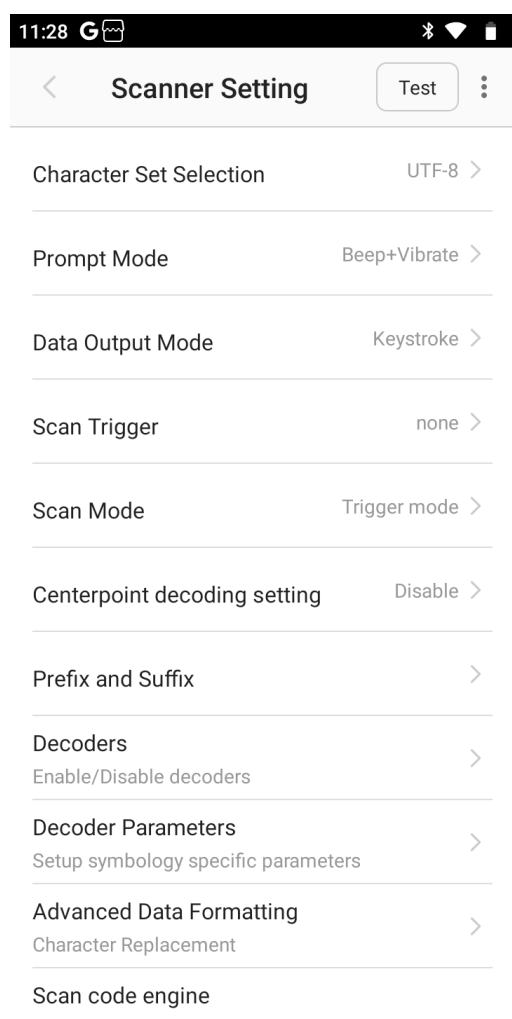 11:28 G
Scanner Setting
Test
Character Set Selection
UTF-8
Prompt Mode
Beep+Vibrate
Data Output Mode
Keystroke
Scan Trigger
none
Scan Mode
Trigger mode
Centerpoint decoding setting
Disable
Prefix and Suffix
Decoders
Enable/Disable decoders
Decoder Parameters
Setup symbology specific parameters
Advanced Data Formatting
Character Replacement
Scan code engine